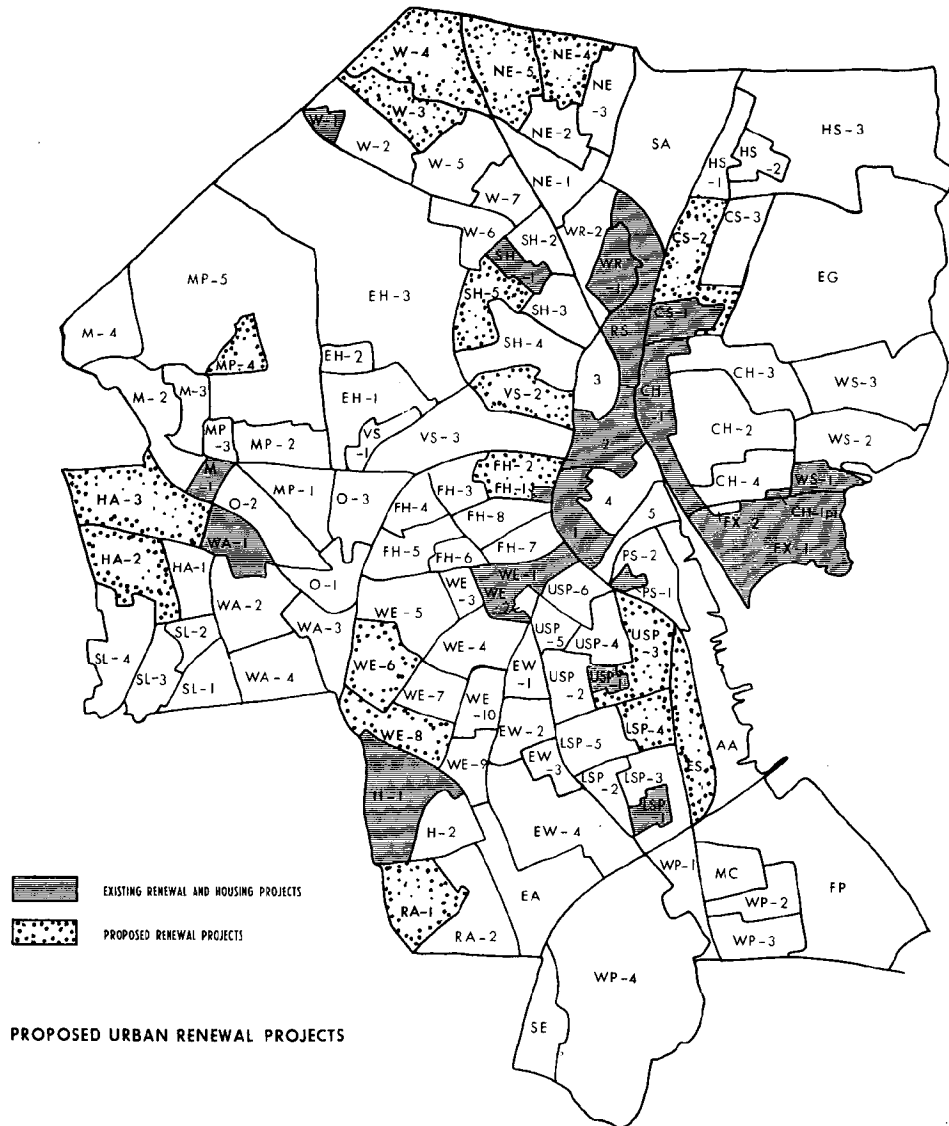 W-4
NE-5
NE-4
NE-3
W-3
W-1
W-2
NE-2
SA
HS-3
HS-1
HS-2
W-5
NE-1
W-7
CS-3
CS-2
W-6
SH-2
WR-2
SH-1
WR-1
MP-5
EH-3
EG
SH-5
SH-3
M-4
CS-1
RS
SH-4
MP-4
EH-2
3
CH-3
WS-3
M-2
M-3
EH-1
VS-2
CH-1
MP-3
MP-2
VS-1
VS-3
2
CH-2
WS-2
M-1
FH-2
CH-4
WS-1
HA-3
O-2
MP-1
O-3
FH-3
FH-1
4
5
FH-4
FH-8
1
FX-2
FX-1
WA-1
FH-5
FH-6
FH-7
PS-2
HA-2
HA-1
O-1
WE-3
WE-1
WE-2
USP-6
PS-1
WA-2
WE-5
WA-3
WE-4
USP-5
USP-4
USP-3
SL-4
SL-2
SL-3
SL-1
WA-4
WE-6
EW-1
USP-2
USP-1
WE-7
WE-10
WE-8
EW-2
LSP-5
LSP-4
AA
WE-9
EW-3
LSP-2
LSP-3
ES
H-1
LSP-1
H-2
EW-4
WP-1
MC
FP
EXISTING RENEWAL AND HOUSING PROJECTS
EA
WP-2
RA-1
PROPOSED RENEWAL PROJECTS
RA-2
WP-3
WP-4
SE
PROPOSED URBAN RENEWAL PROJECTS